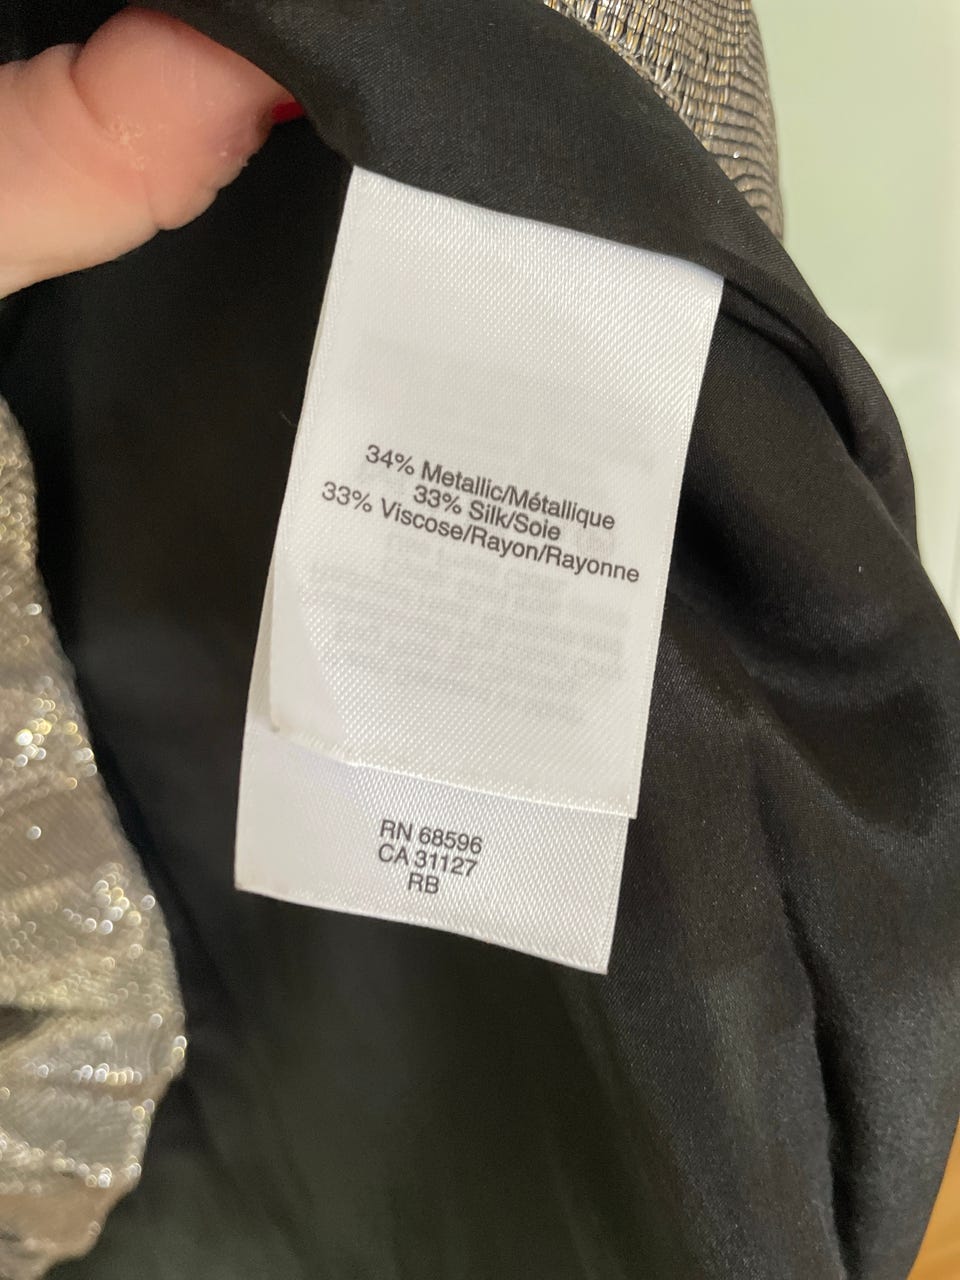 34% Metallic/Métallique
33% Silk/Soie
33% Viscose/Rayon/Rayonne
RN 68596
CA 31127
RB